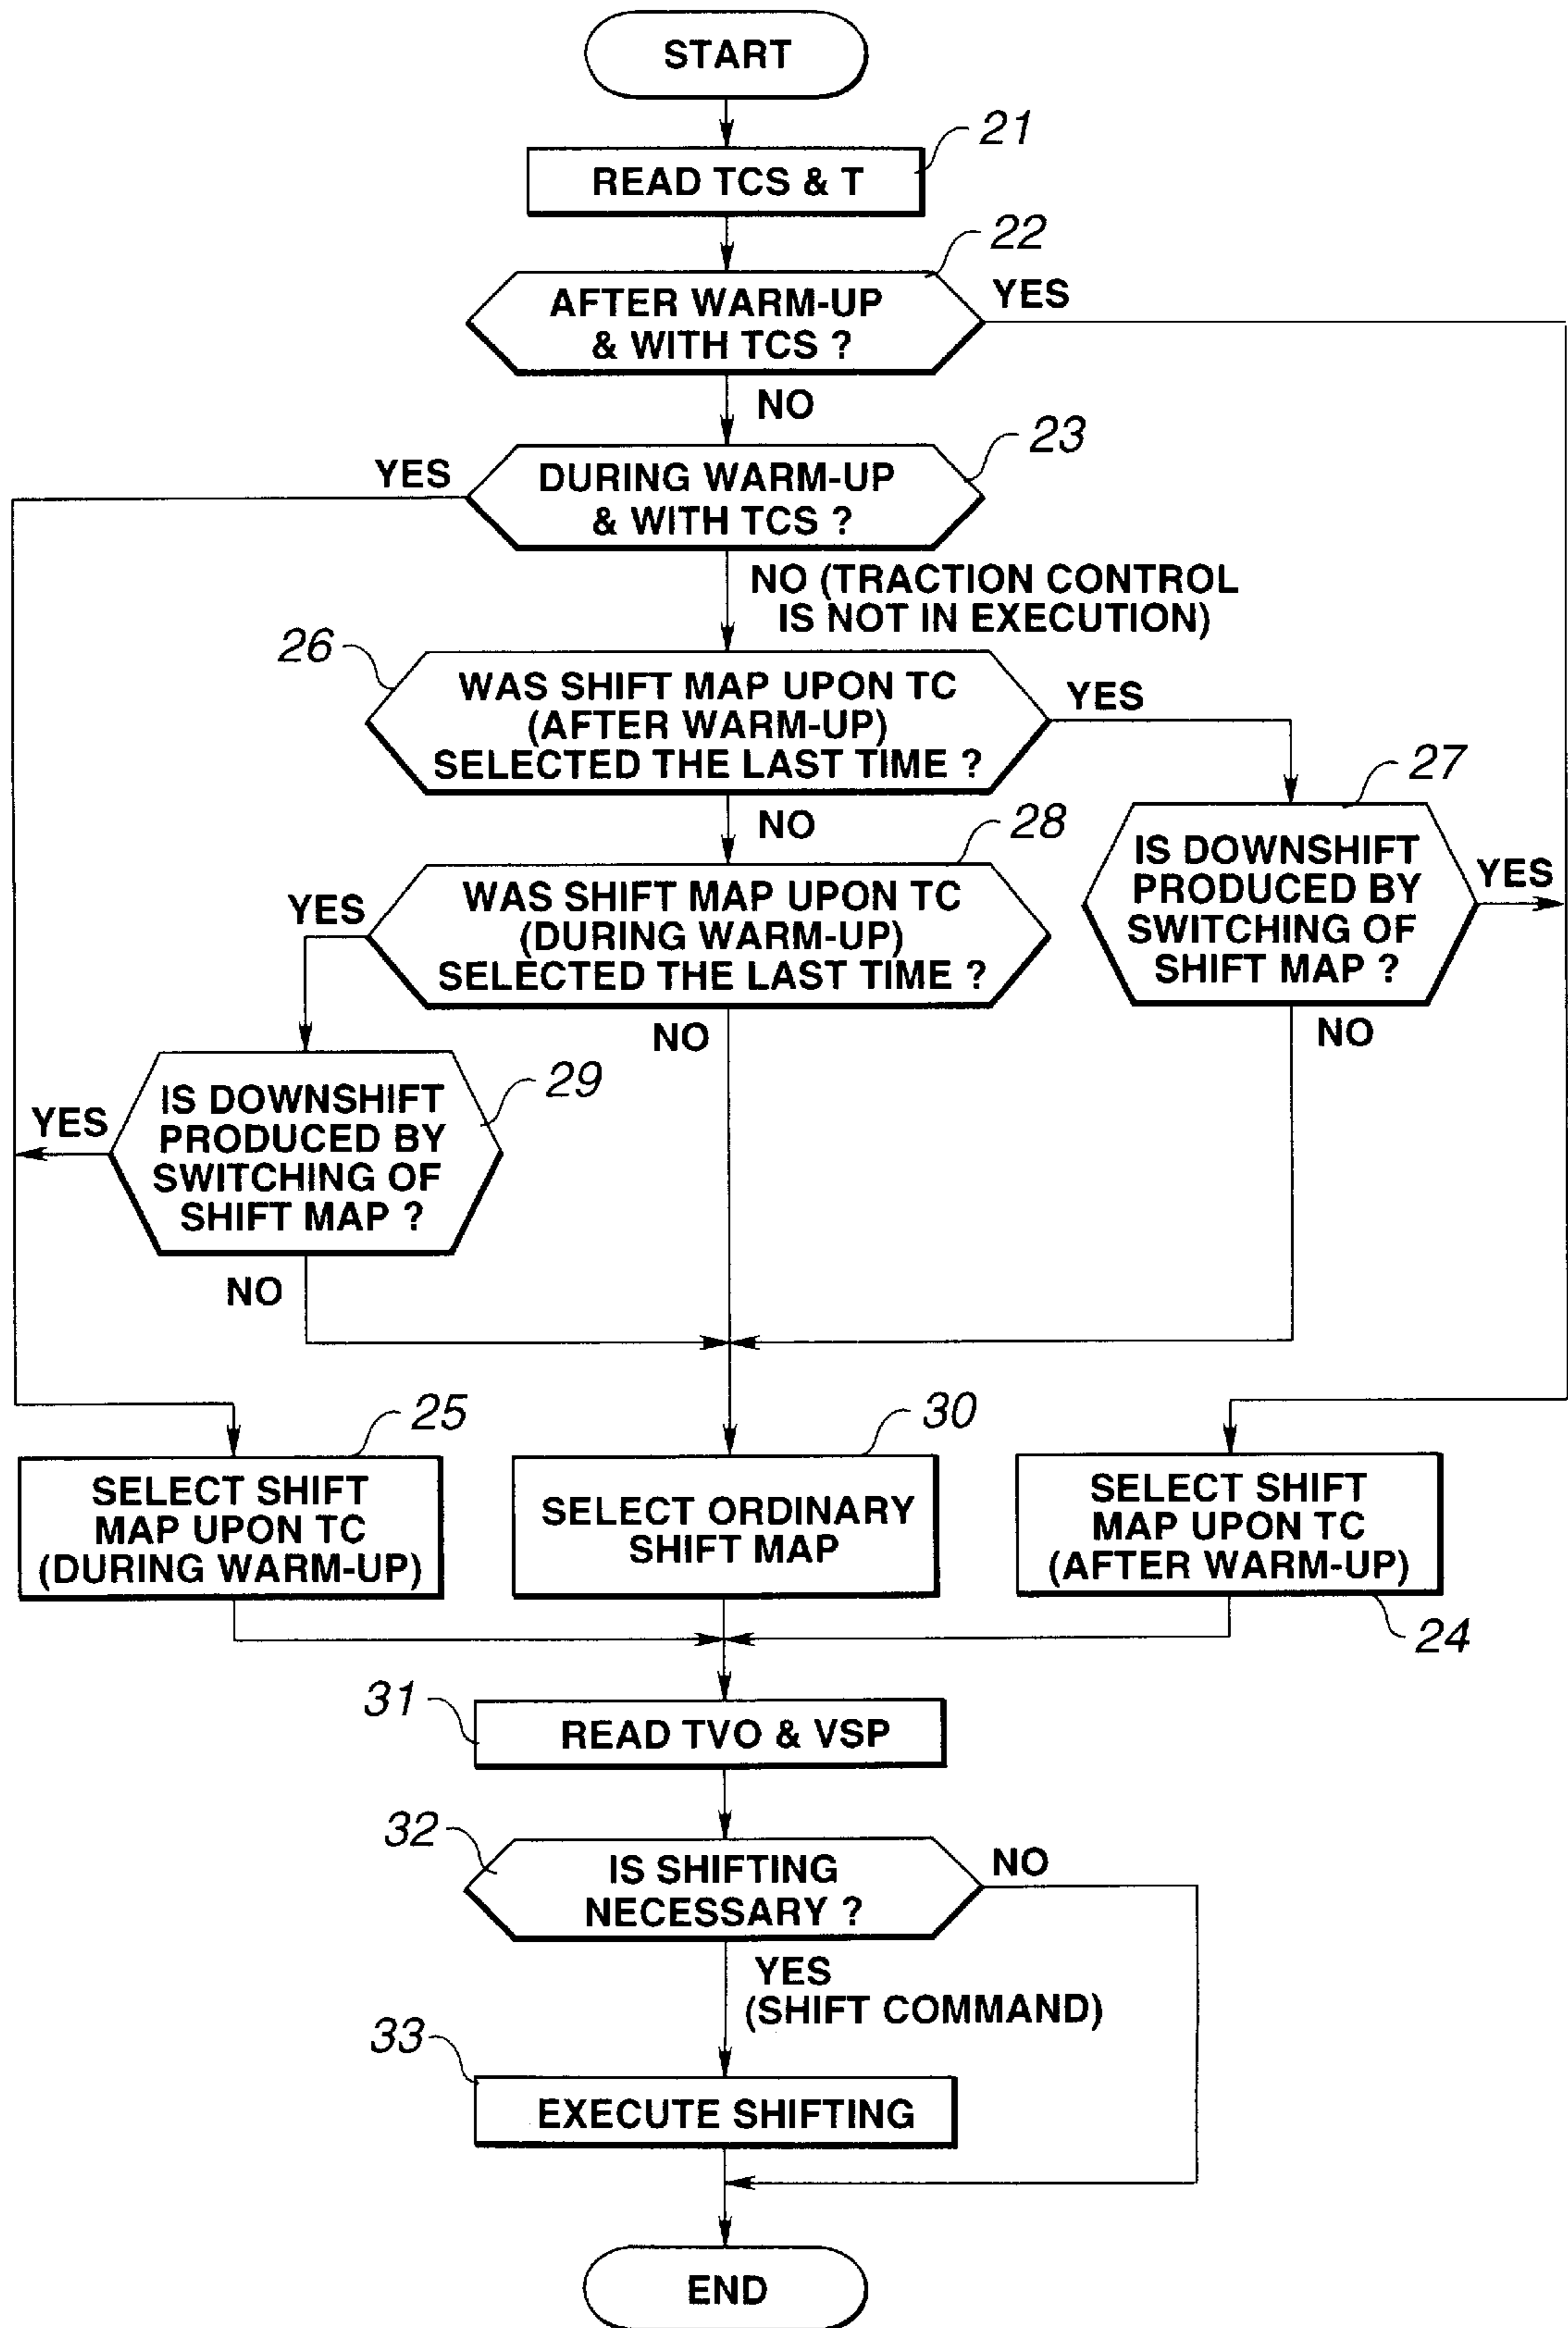 START
21
READ TCS & T
22
AFTER WARM-UP
& WITH TCS ?
YES
NO
23
YES
DURING WARM-UP
& WITH TCS ?
NO (TRACTION CONTROL
IS NOT IN EXECUTION)
26
WAS SHIFT MAP UPON TC
(AFTER WARM-UP)
SELECTED THE LAST TIME ?
YES
27
NO
28
IS DOWNSHIFT
PRODUCED BY
SWITCHING OF
SHIFT MAP ?
YES
NO
YES
WAS SHIFT MAP UPON TC
(DURING WARM-UP)
SELECTED THE LAST TIME ?
NO
29
YES
IS DOWNSHIFT
PRODUCED BY
SWITCHING OF
SHIFT MAP ?
NO
25
SELECT SHIFT
MAP UPON TC
(DURING WARM-UP)
30
SELECT ORDINARY
SHIFT MAP
SELECT SHIFT
MAP UPON TC
(AFTER WARM-UP)
24
31
READ TVO & VSP
32
IS SHIFTING
NECESSARY ?
NO
YES
(SHIFT COMMAND)
33
EXECUTE SHIFTING
END